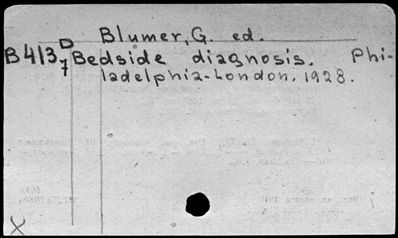 Blumer, G. ed.
B413 D 7 Bedside diagnosis. Phi-
ladelphia-London, 1928.
X